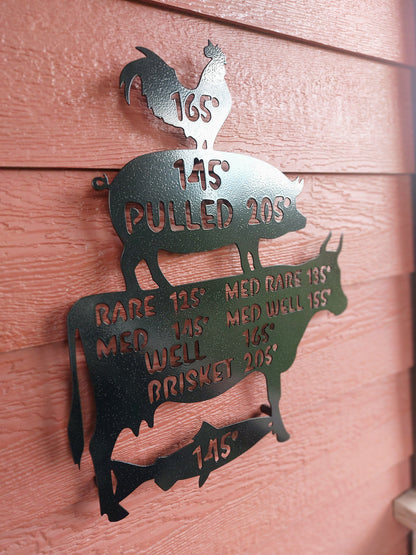 165°
145°
PULLED 205°
RARE 125° MED RARE 135°
MED 145° MED WELL 155°
WELL 165°
BRISKET 205°
145°